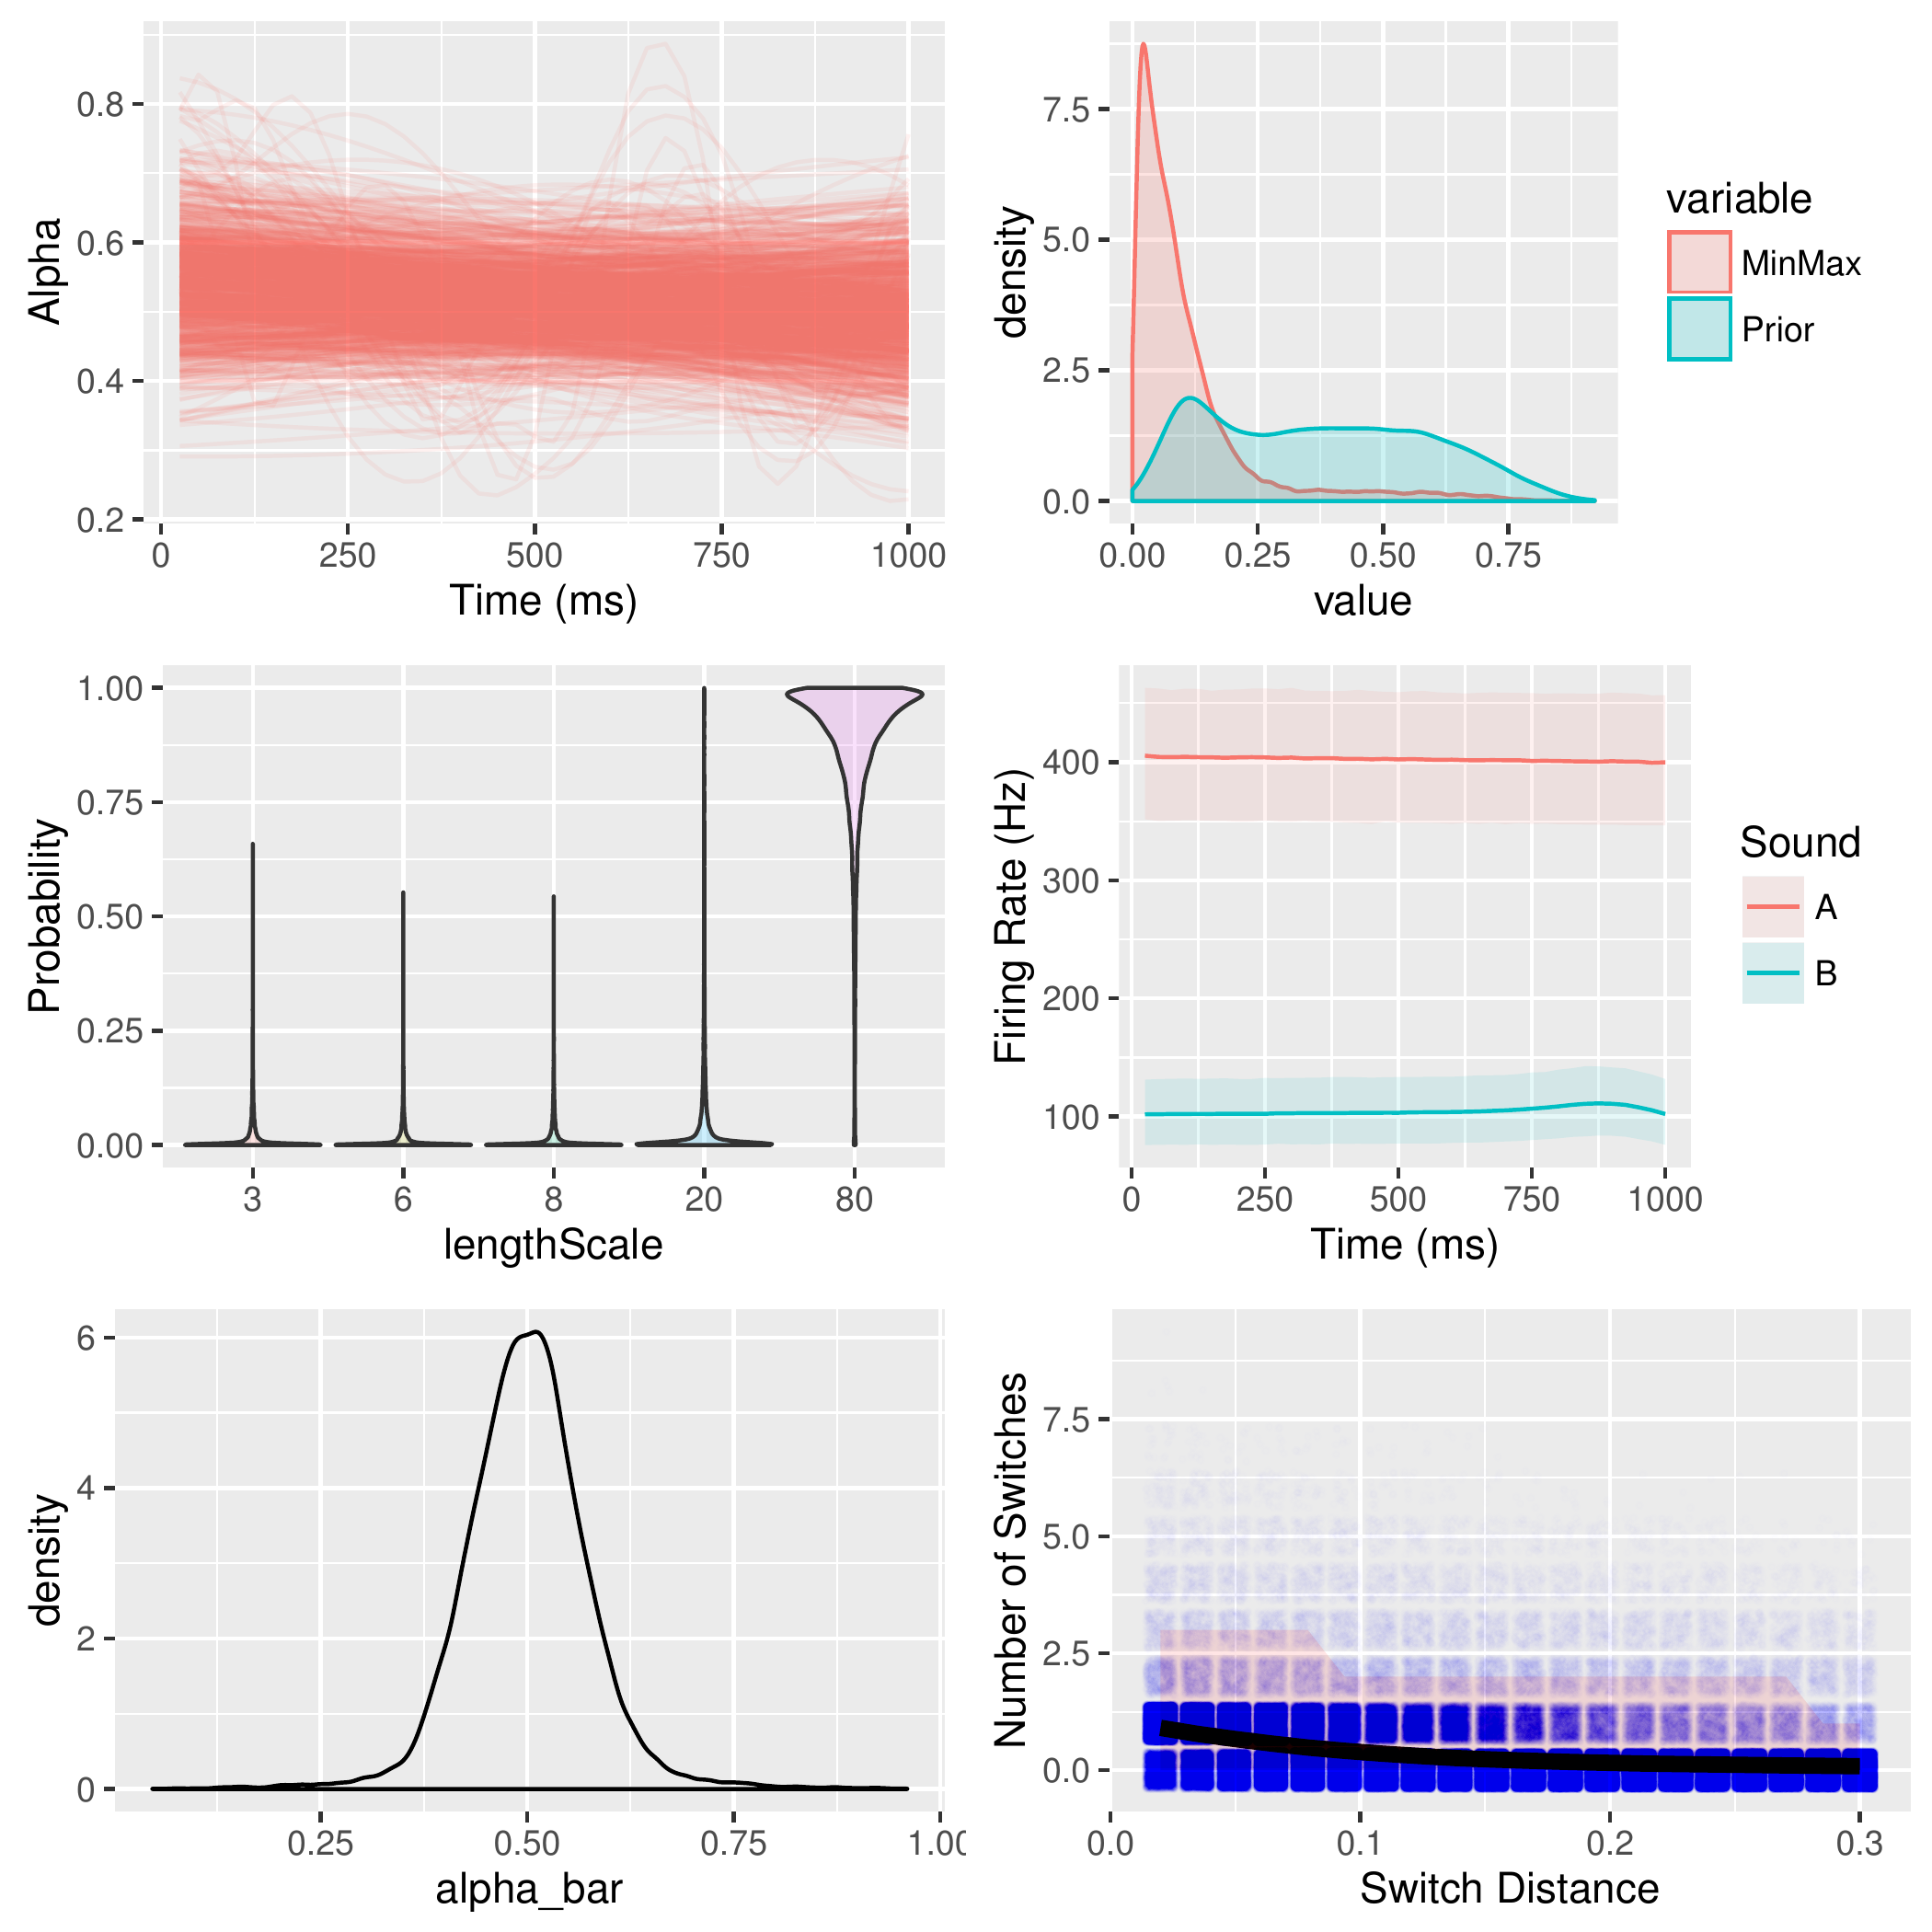 Alpha
0.8
0.6
0.4
0.2
0 250 500 750 1000
Time (ms)
density
7.5
5.0
2.5
0.0
0.00 0.25 0.50 0.75
value
variable
MinMax
Prior
Probability
1.00
0.75
0.50
0.25
0.00
3 6 8 20 80
lengthScale
Firing Rate (Hz)
400
300
200
100
0 250 500 750 1000
Time (ms)
Sound
A
B
density
6
4
2
0
0.25 0.50 0.75 1.00
alpha_bar
Number of Switches
7.5
5.0
2.5
0.0
0.0 0.1 0.2 0.3
Switch Distance